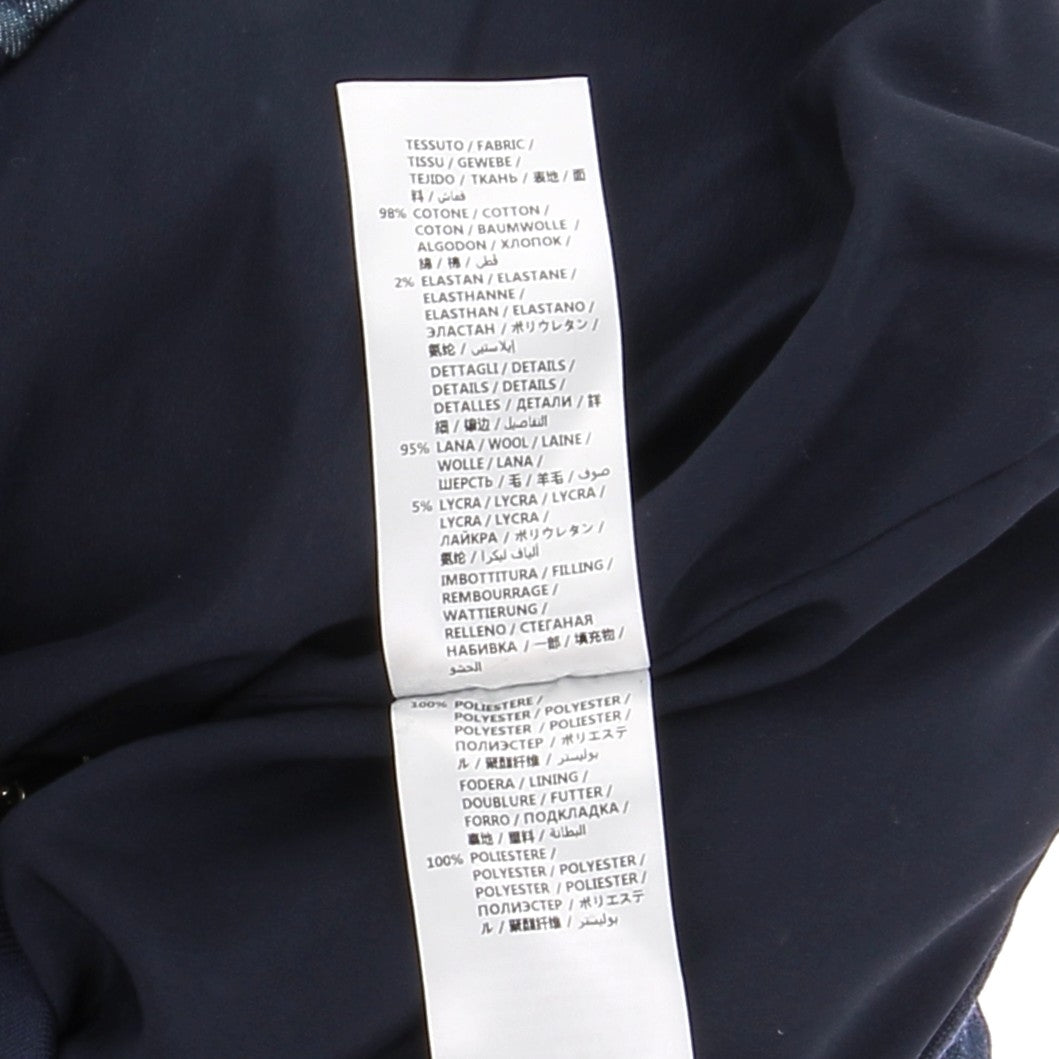 TESSUTO / FABRIC /
TISSU / GEWEBE /
TEJIDO / ТКАНЬ / 表地 / 面
料 / قماش
98% COTONE / COTTON /
COTON / BAUMWOLLE /
ALGODON / ХЛОПОК /
綿 / 棉 / قطن
2% ELASTAN / ELASTANE /
ELASTHANNE /
ELASTHAN / ELASTANO /
ЭЛАСТАН / ポリウレタン /
氨纶 / إيلاستين
DETTAGLI / DETAILS /
DETAILS / DETAILS /
DETALLES / ДЕТАЛИ / 詳
細 / 镶边 / التفاصيل
95% LANA / WOOL / LAINE /
WOLLE / LANA /
ШЕРСТЬ / 毛 / 羊毛 / صوف
5% LYCRA / LYCRA / LYCRA /
LYCRA / LYCRA /
ЛАЙКРА / ポリウレタン /
氨纶 / ألياف ليكرا
IMBOTTITURA / FILLING /
REMBOURRAGE /
WATTIERUNG /
RELLENO / СТЕГАНАЯ
НАБИВКА / 一部 / 填充物 /
الحشو
100% POLIESTERE /
POLYESTER / POLYESTER /
POLYESTER / POLIESTER /
ПОЛИЭСТЕР / ポリエステ
ル / 聚酯纤维 / بوليستر
FODERA / LINING /
DOUBLURE / FUTTER /
FORRO / ПОДКЛАДКА /
裏地 / 里料 / البطانة
100% POLIESTERE /
POLYESTER / POLYESTER /
POLYESTER / POLIESTER /
ПОЛИЭСТЕР / ポリエステ
ル / 聚酯纤维 / بوليستر